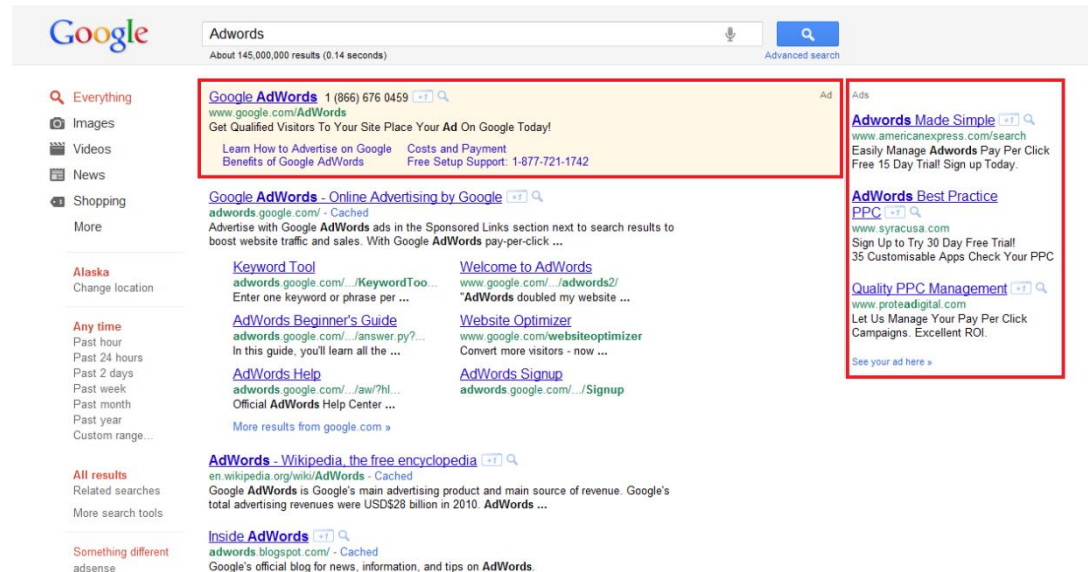 Google
Adwords
About 145,000,000 results (0.14 seconds)
Advanced search
Everything
Images
Videos
News
Shopping
More
Alaska
Change location
Any time
Past hour
Past 24 hours
Past 2 days
Past week
Past month
Past year
Custom range...
All results
Related searches
More search tools
Something different
adsense
Google AdWords 1 (866) 676 0459 +1
Ad
www.google.com/AdWords
Get Qualified Visitors To Your Site Place Your Ad On Google Today!
Learn How to Advertise on Google Costs and Payment
Benefits of Google AdWords Free Setup Support: 1-877-721-1742
Google AdWords - Online Advertising by Google +1
adwords.google.com/ - Cached
Advertise with Google AdWords ads in the Sponsored Links section next to search results to
boost website traffic and sales. With Google AdWords pay-per-click ...
Keyword Tool
adwords.google.com/.../KeywordToo...
Enter one keyword or phrase per ...
Welcome to AdWords
www.google.com/.../adwords2/
"AdWords doubled my website ...
AdWords Beginner's Guide
adwords.google.com/.../answer.py?...
In this guide, you'll learn all the ...
Website Optimizer
www.google.com/websiteoptimizer
Convert more visitors - now ...
AdWords Help
adwords.google.com/.../aw/?hl...
Official AdWords Help Center ...
AdWords Signup
adwords.google.com/.../Signup
More results from google.com »
AdWords - Wikipedia, the free encyclopedia +1
en.wikipedia.org/wiki/AdWords - Cached
Google AdWords is Google's main advertising product and main source of revenue. Google's
total advertising revenues were USD$28 billion in 2010. AdWords ...
Inside AdWords +1
adwords.blogspot.com/ - Cached
Google's official blog for news, information, and tips on AdWords.
Ads
Adwords Made Simple +1
www.americanexpress.com/search
Easily Manage Adwords Pay Per Click
Free 15 Day Trial! Sign up Today.
AdWords Best Practice
PPC +1
www.syracusa.com
Sign Up to Try 30 Day Free Trial!
35 Customisable Apps Check Your PPC
Quality PPC Management +1
www.proteadigital.com
Let Us Manage Your Pay Per Click
Campaigns. Excellent ROI.
See your ad here »